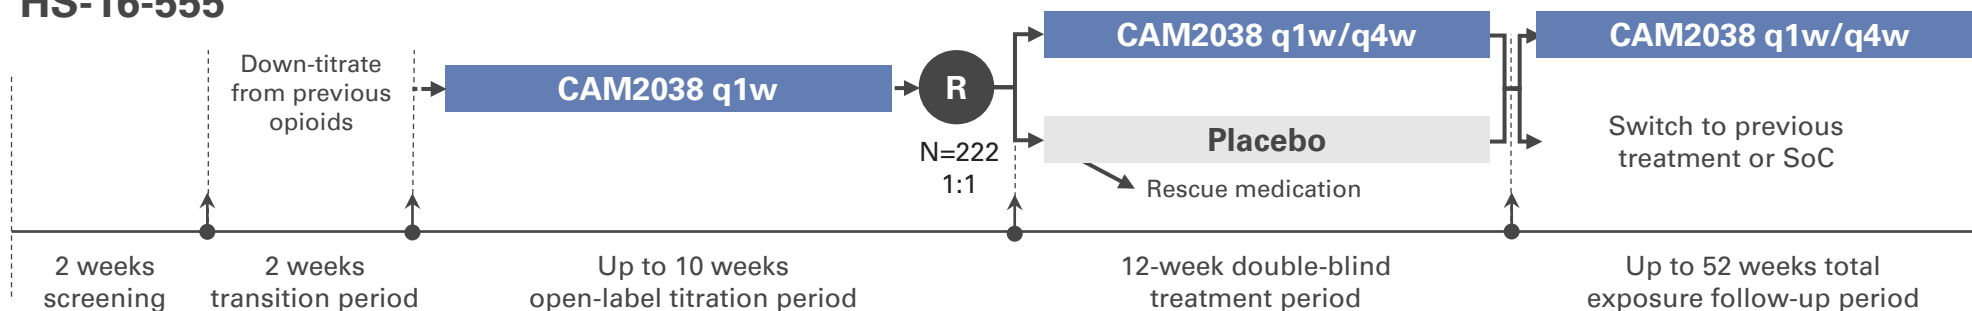 HS-16-555
Down-titrate
from previous
opioids
CAM2038 q1w
R
N=222
1:1
CAM2038 q1w/q4w
Placebo
Rescue medication
CAM2038 q1w/q4w
Switch to previous
treatment or SoC
2 weeks
screening
2 weeks
transition period
Up to 10 weeks
open-label titration period
12-week double-blind
treatment period
Up to 52 weeks total
exposure follow-up period